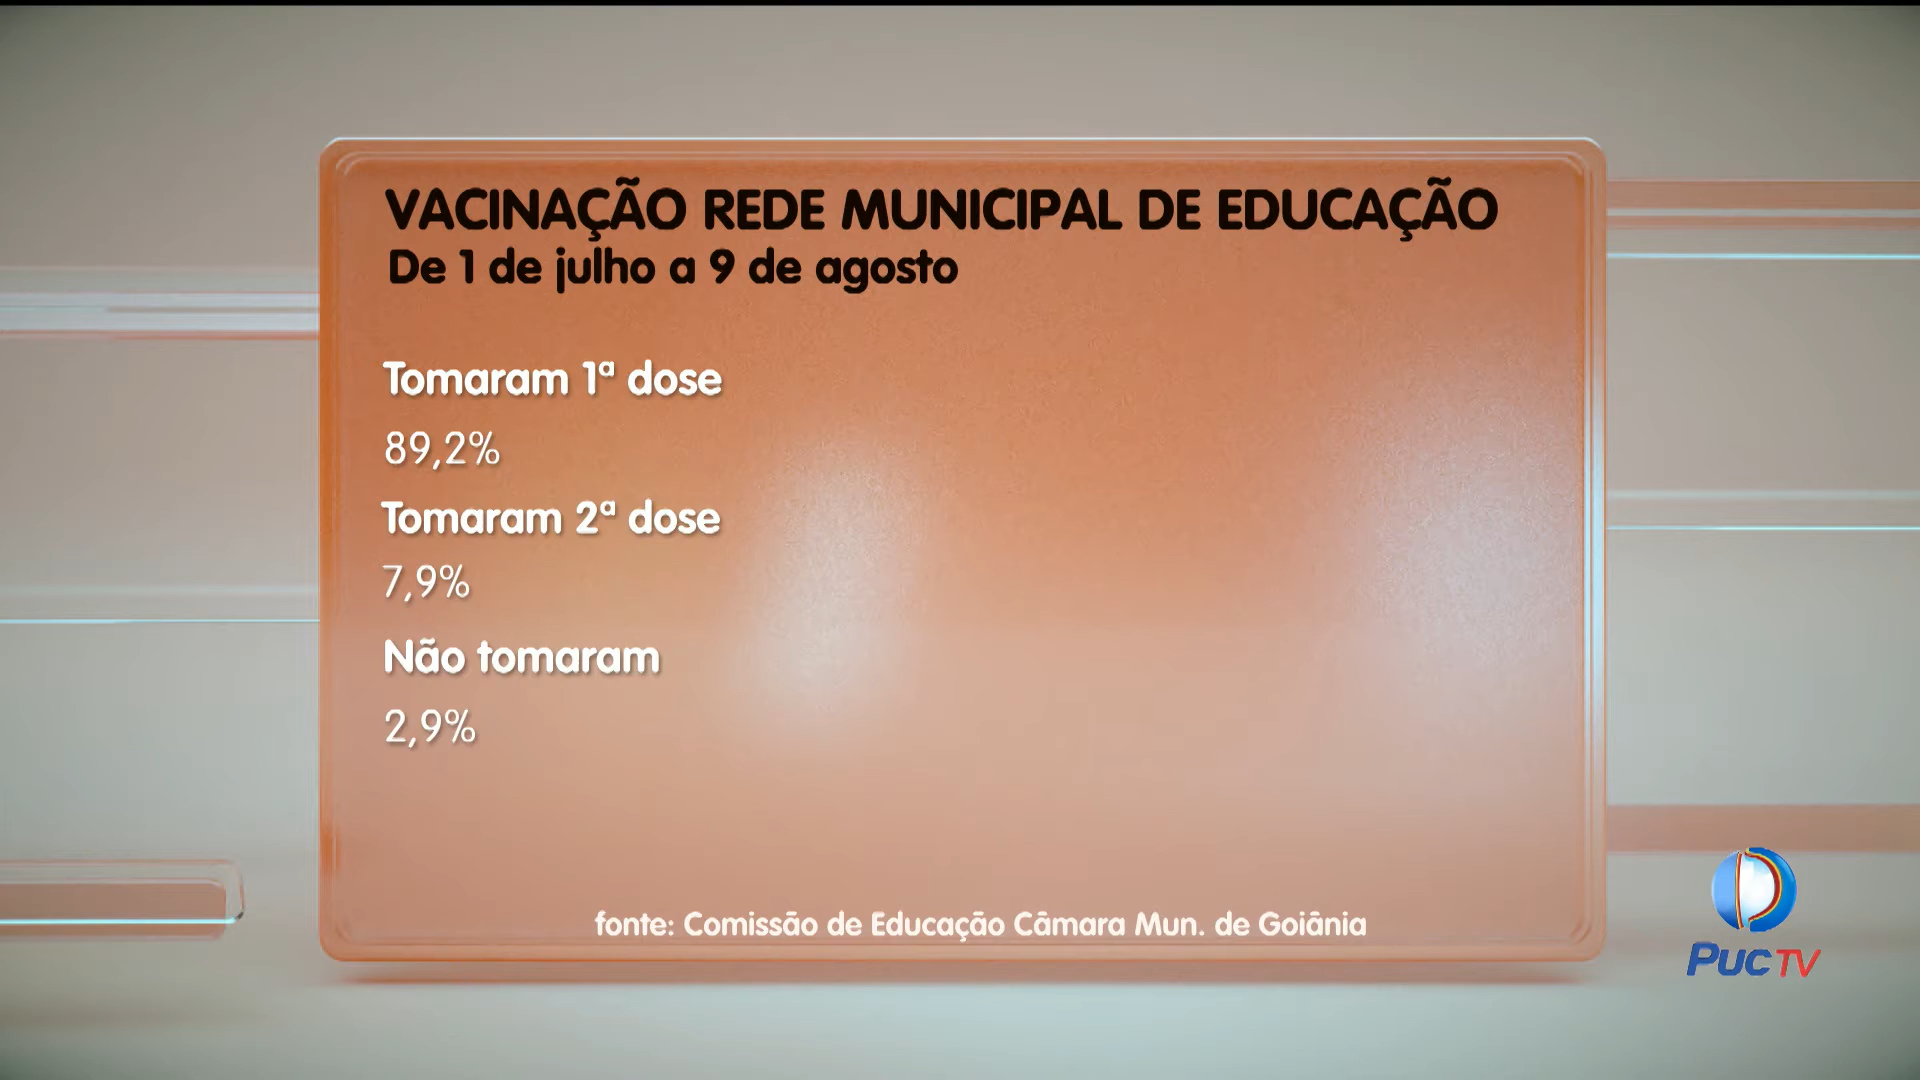 VACINAÇÃO REDE MUNICIPAL DE EDUCAÇÃO
De 1 de julho a 9 de agosto
Tomaram 1ª dose
89,2%
Tomaram 2ª dose
7,9%
Não tomaram
2,9%
fonte: Comissão de Educação Câmara Mun. de Goiânia
PUC TV